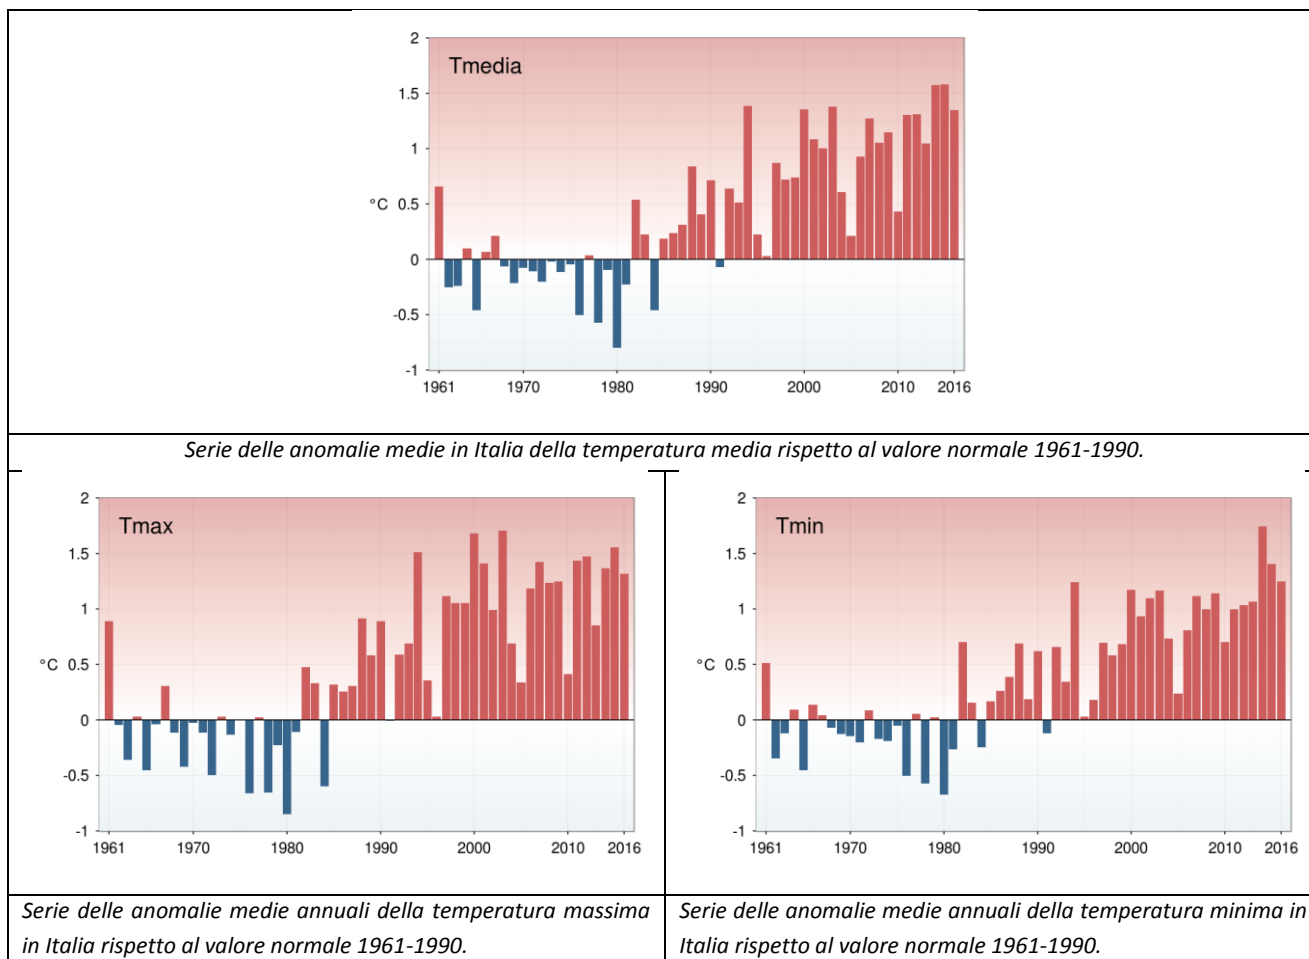 2
Tmedia
1.5
1
°C 0.5
0
-0.5
-1
1961 1970 1980 1990 2000 2010 2016
Serie delle anomalie medie in Italia della temperatura media rispetto al valore normale 1961-1990.
2
Tmax
1.5
1
°C 0.5
0
-0.5
-1
1961 1970 1980 1990 2000 2010 2016
Serie delle anomalie medie annuali della temperatura massima
in Italia rispetto al valore normale 1961-1990.
2
Tmin
1.5
1
°C 0.5
0
-0.5
-1
1961 1970 1980 1990 2000 2010 2016
Serie delle anomalie medie annuali della temperatura minima in
Italia rispetto al valore normale 1961-1990.